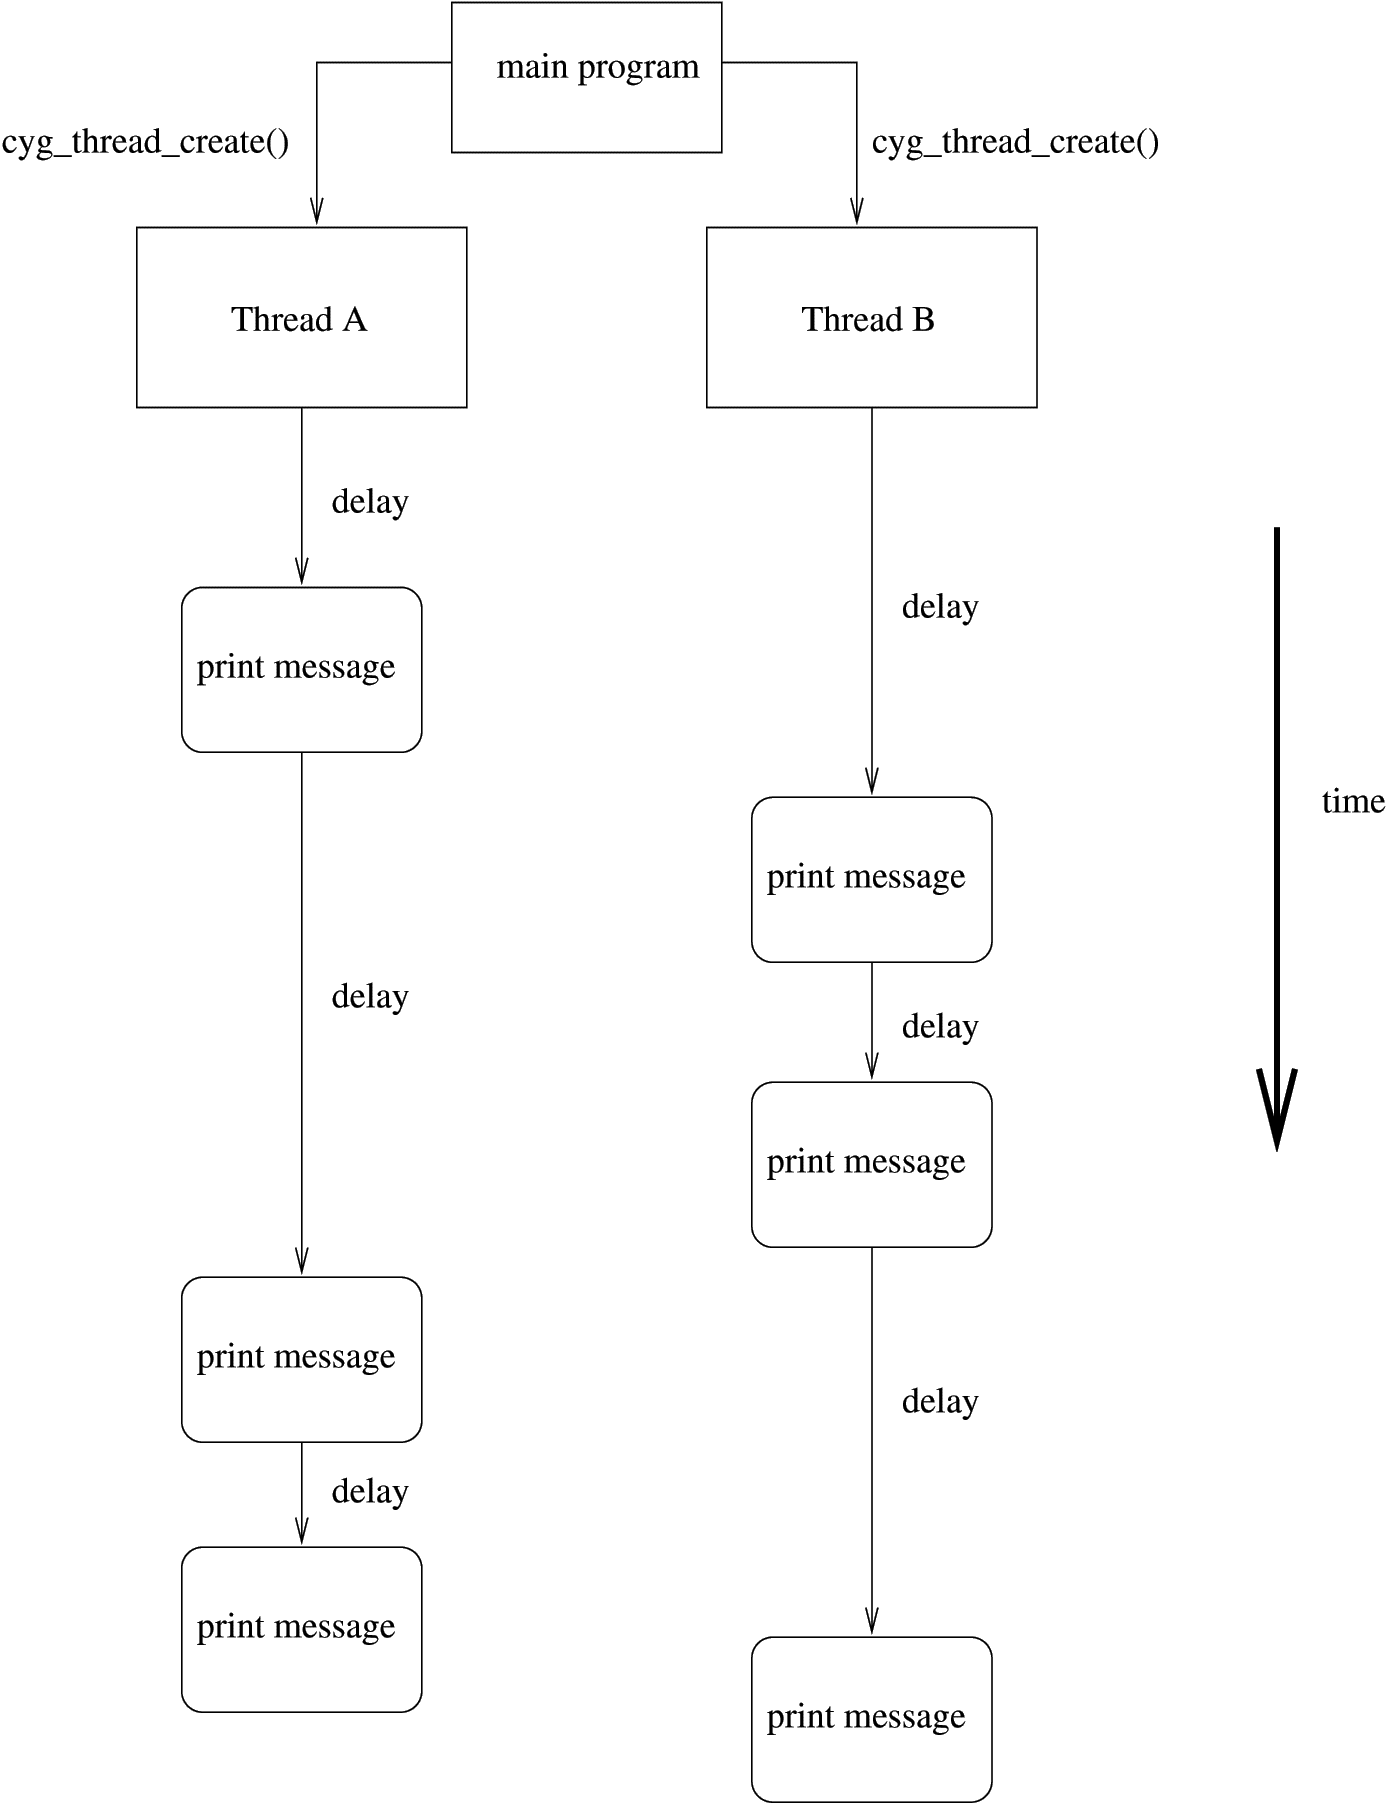 main program
cyg_thread_create()
cyg_thread_create()
Thread A
Thread B
delay
delay
print message
time
print message
delay
delay
print message
print message
delay
delay
print message
print message